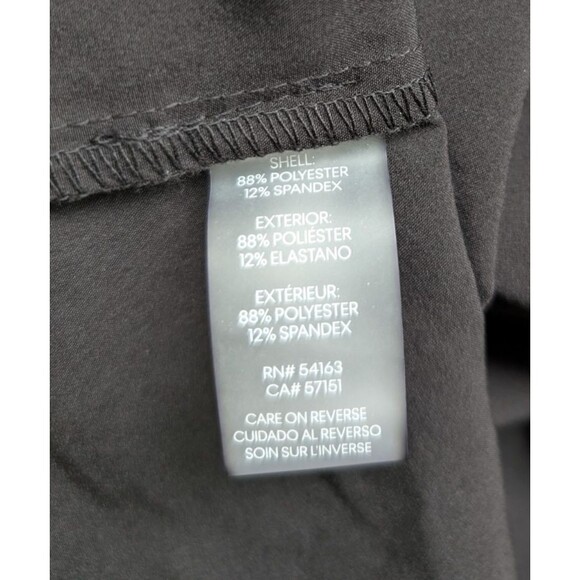 SHELL:
88% POLYESTER
12% SPANDEX
EXTERIOR:
88% POLIÉSTER
12% ELASTANO
EXTÉRIEUR:
88% POLYESTER
12% SPANDEX
RN# 54163
CA# 57151
CARE ON REVERSE
CUIDADO AL REVERSO
SOIN SUR L'INVERSE